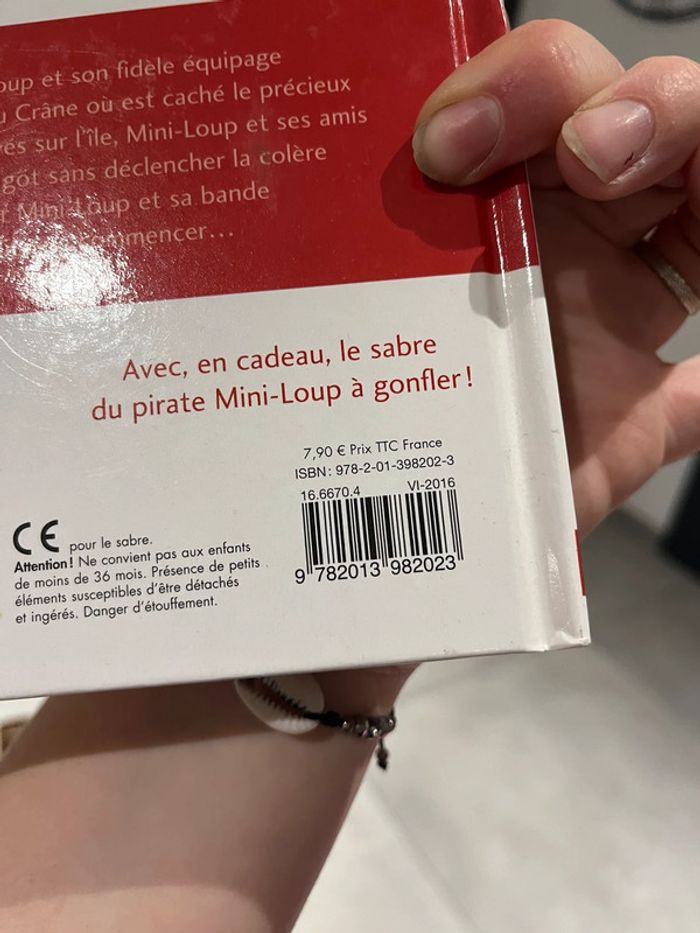 oup et son fidèle équipage
u Crâne où est caché le précieux
és sur l'île, Mini-Loup et ses amis
got sans déclencher la colère
r Mini-Loup et sa bande
commencer...
Avec, en cadeau, le sabre
du pirate Mini-Loup à gonfler !
7,90 € Prix TTC France
ISBN : 978-2-01-398202-3
16.6670.4 VI-2016
9 782013 982023
CE pour le sabre.
Attention ! Ne convient pas aux enfants
de moins de 36 mois. Présence de petits
éléments susceptibles d'être détachés
et ingérés. Danger d'étouffement.